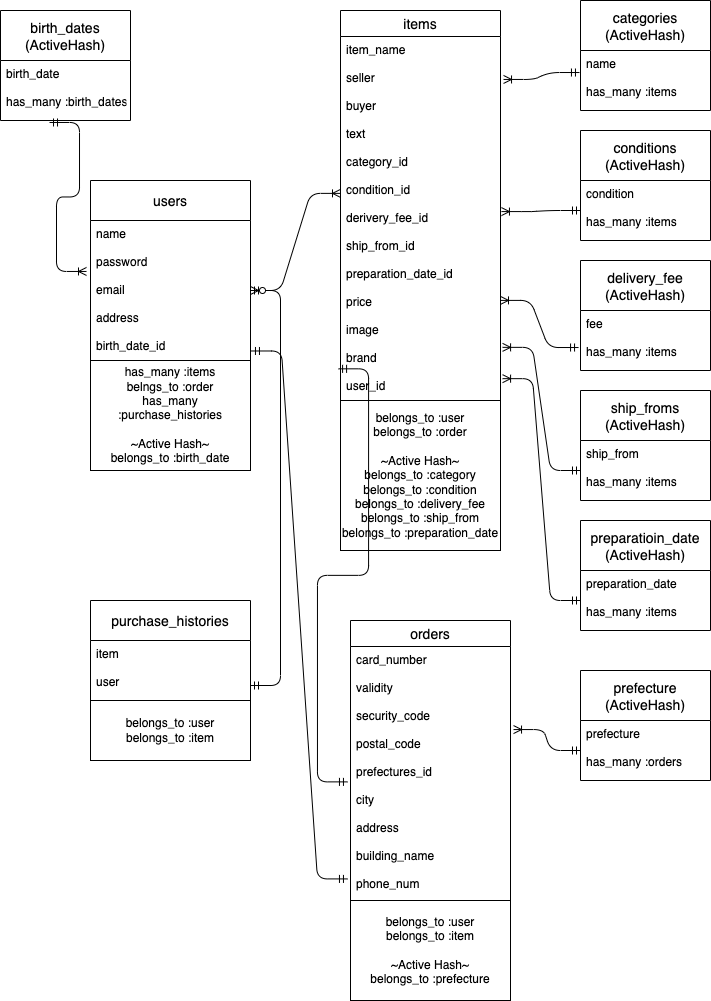 birth_dates
(ActiveHash)
birth_date
has_many :birth_dates
users
name
password
email
address
birth_date_id
has_many :items
belngs_to :order
has_many
:purchase_histories
~Active Hash~
belongs_to :birth_date
purchase_histories
item
user
belongs_to :user
belongs_to :item
items
item_name
seller
buyer
text
category_id
condition_id
derivery_fee_id
ship_from_id
preparation_date_id
price
image
brand
user_id
belongs_to :user
belongs_to :order
~Active Hash~
belongs_to :category
belongs_to :condition
belongs_to :delivery_fee
belongs_to :ship_from
belongs_to :preparation_date
orders
card_number
validity
security_code
postal_code
prefectures_id
city
address
building_name
phone_num
belongs_to :user
belongs_to :item
~Active Hash~
belongs_to :prefecture
categories
(ActiveHash)
name
has_many :items
conditions
(ActiveHash)
condition
has_many :items
delivery_fee
(ActiveHash)
fee
has_many :items
ship_froms
(ActiveHash)
ship_from
has_many :items
preparatioin_date
(ActiveHash)
preparation_date
has_many :items
prefecture
(ActiveHash)
prefecture
has_many :orders